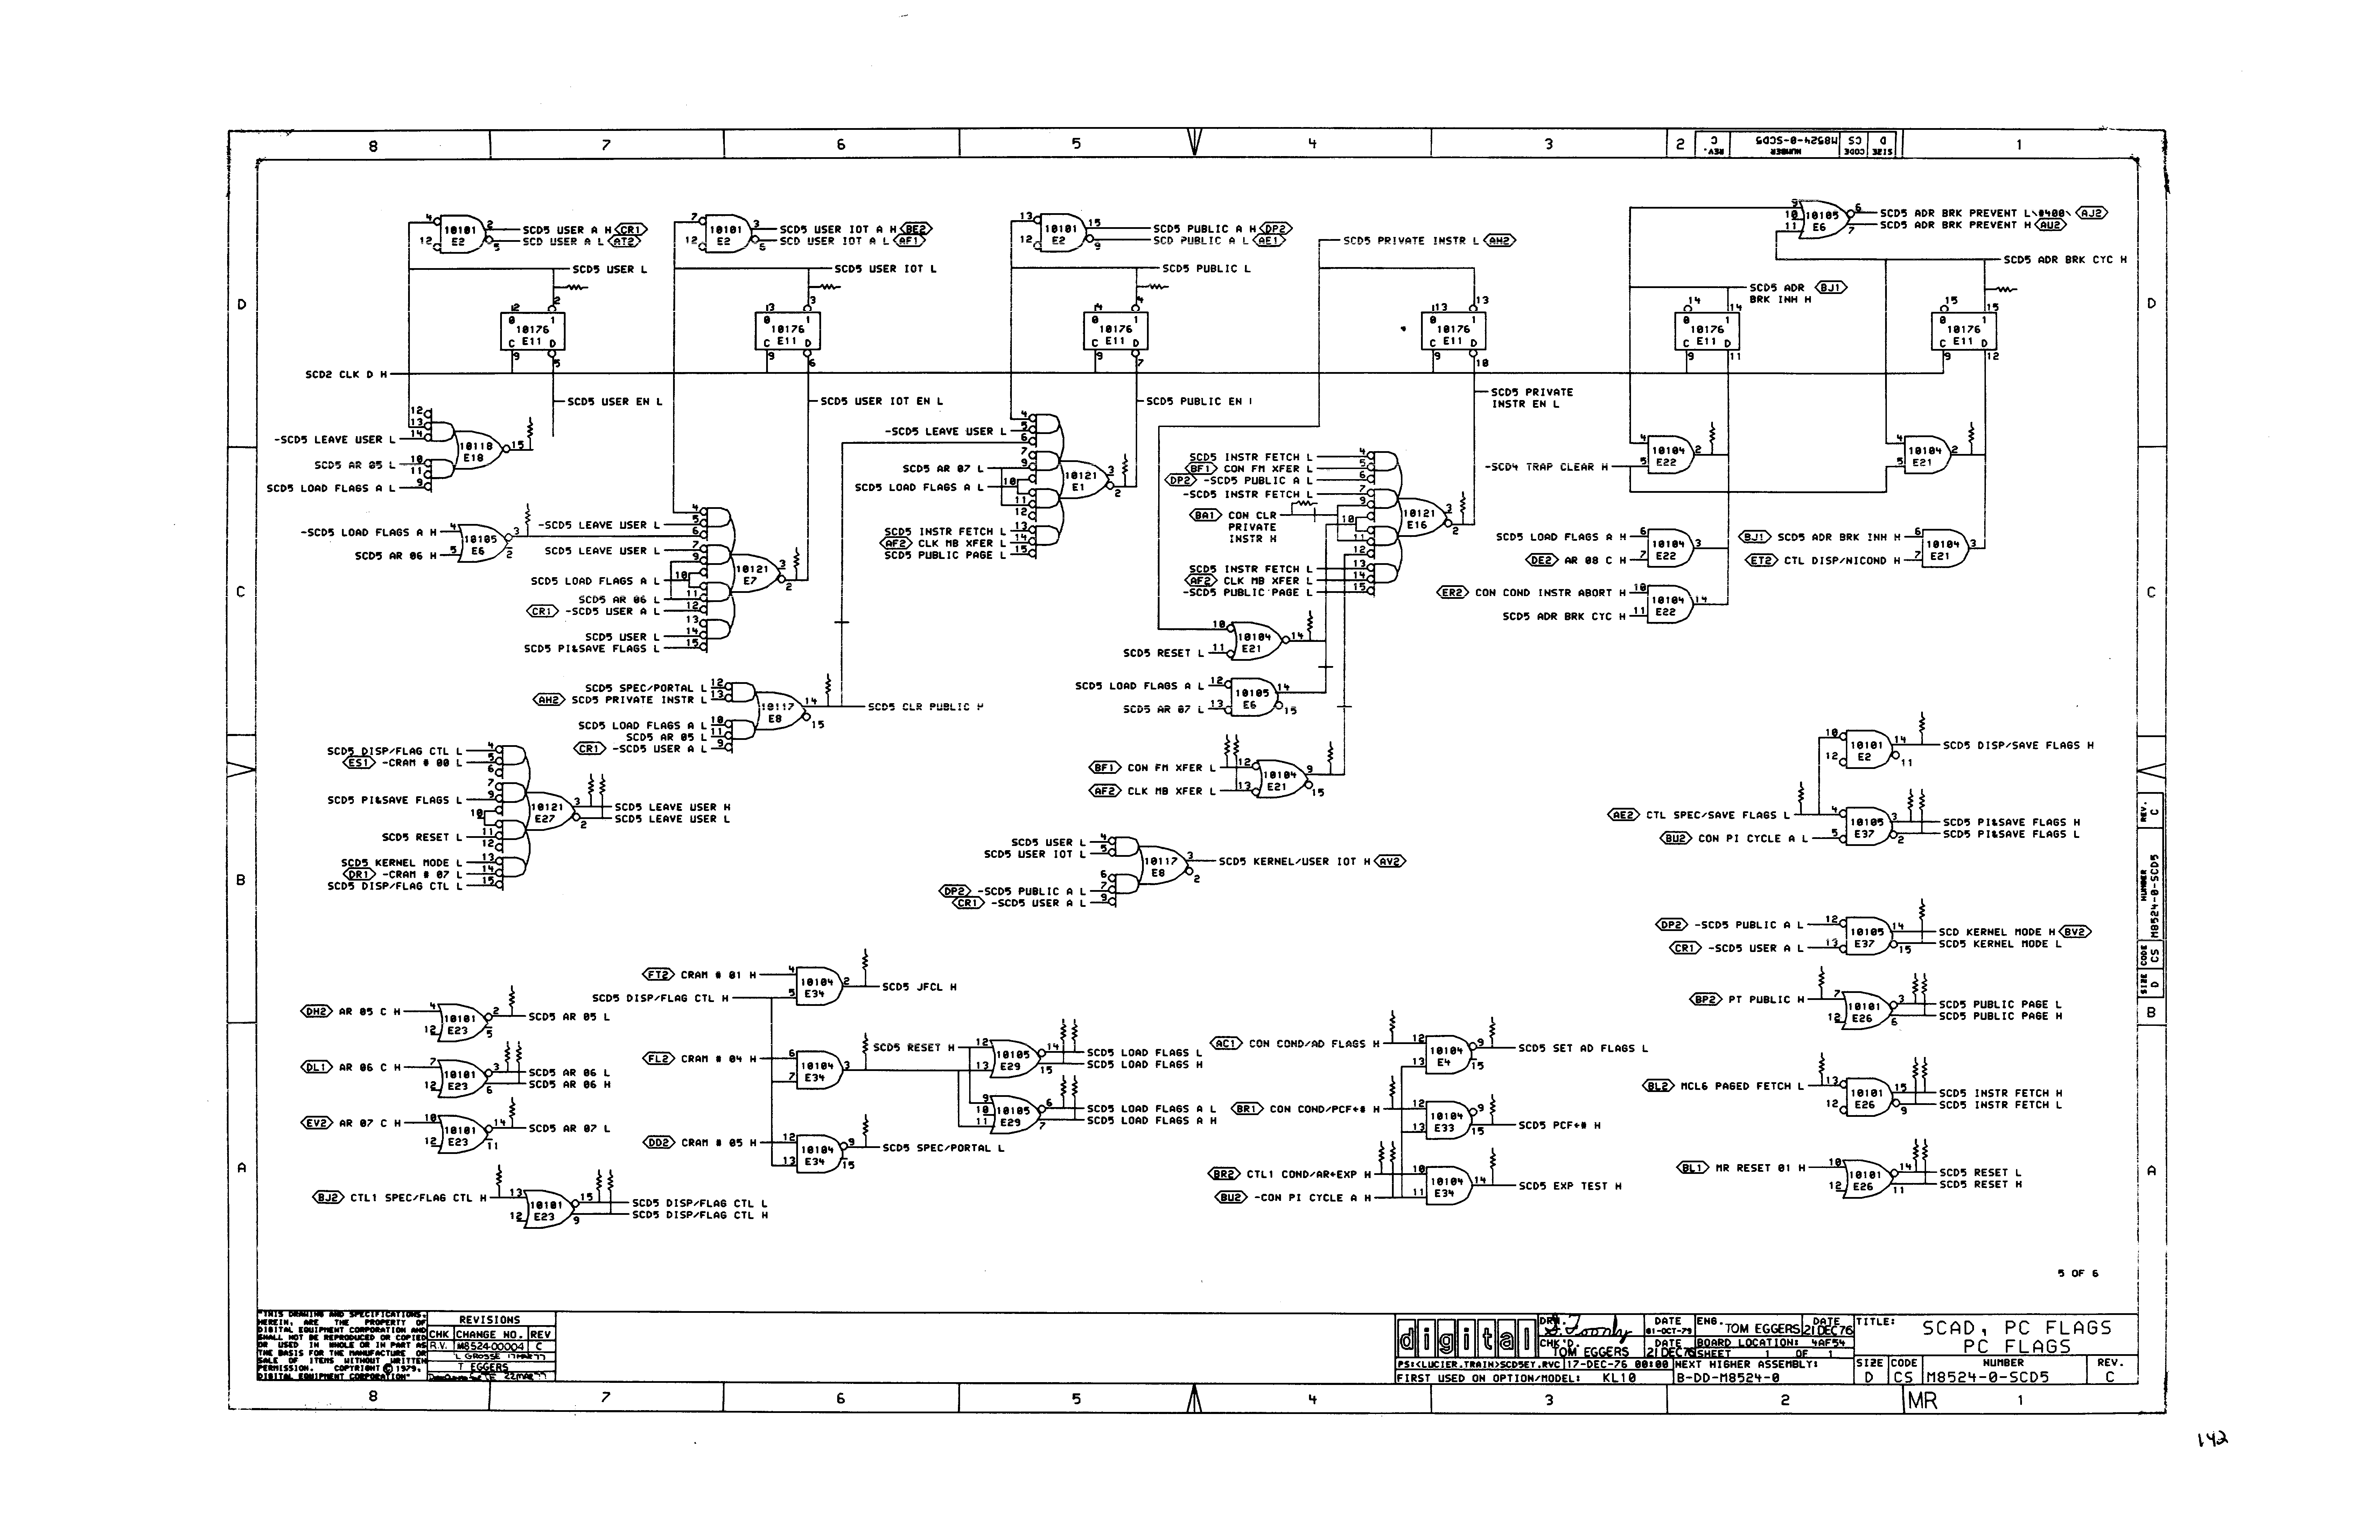 8 7 6 5 4 3 2 1
REV. C
NUMBER M8524-0-SCD5
CODE CS
SIZE D
D C B A
SCD5 USER A H CR1
SCD USER A L AT2
10101 E2
SCD5 USER IOT A H BE2
SCD USER IOT A L AF1
10101 E2
SCD5 PUBLIC A H DP2
SCD PUBLIC A L AE1
10101 E2
SCD5 PRIVATE INSTR L AH2
10105 E6
SCD5 ADR BRK PREVENT L\0400\ AJ2
SCD5 ADR BRK PREVENT H AU2
SCD5 USER L
SCD5 USER IOT L
SCD5 PUBLIC L
SCD5 ADR BRK CYC H
SCD5 ADR BJ1
BRK INH H
10176 E11
10176 E11
10176 E11
10176 E11
10176 E11
10176 E11
SCD2 CLK D H
SCD5 USER EN L
SCD5 USER IOT EN L
SCD5 PUBLIC EN
SCD5 PRIVATE
INSTR EN L
-SCD5 LEAVE USER L
SCD5 AR 05 L
SCD5 LOAD FLAGS A L
10118 E18
-SCD5 LOAD FLAGS A H
SCD5 AR 06 H
10105 E6
-SCD5 LEAVE USER L
SCD5 LEAVE USER L
SCD5 LOAD FLAGS A L
SCD5 AR 06 L
CR1 -SCD5 USER A L
SCD5 USER L
SCD5 PI&SAVE FLAGS L
10121 E7
-SCD5 LEAVE USER L
SCD5 AR 07 L
SCD5 LOAD FLAGS A L
SCD5 INSTR FETCH L
AF2 CLK MB XFER L
SCD5 PUBLIC PAGE L
10121 E1
SCD5 INSTR FETCH L
BF1 CON FM XFER L
DP2 -SCD5 PUBLIC A L
-SCD5 INSTR FETCH L
BA1 CON CLR
PRIVATE
INSTR H
SCD5 INSTR FETCH L
AF2 CLK MB XFER L
-SCD5 PUBLIC PAGE L
10121 E16
-SCD4 TRAP CLEAR H
10104 E22
10104 E21
SCD5 LOAD FLAGS A H
DE2 AR 08 C H
10104 E22
BJ1 SCD5 ADR BRK INH H
ET2 CTL DISP/NICOND H
10104 E21
ER2 CON COND INSTR ABORT H
SCD5 ADR BRK CYC H
10104 E22
SCD5 RESET L
10104 E21
SCD5 LOAD FLAGS A L
SCD5 AR 07 L
10105 E6
BF1 CON FM XFER L
AF2 CLK MB XFER L
10104 E21
SCD5 SPEC/PORTAL L
AH2 SCD5 PRIVATE INSTR L
SCD5 LOAD FLAGS A L
SCD5 AR 05 L
CR1 -SCD5 USER A L
10117 E8
SCD5 CLR PUBLIC H
SCD5 DISP/FLAG CTL L
ES1 -CRAM # 00 L
SCD5 PI&SAVE FLAGS L
SCD5 RESET L
SCD5 KERNEL MODE L
DR1 -CRAM # 07 L
SCD5 DISP/FLAG CTL L
10121 E27
SCD5 LEAVE USER H
SCD5 LEAVE USER L
SCD5 USER L
SCD5 USER IOT L
DP2 -SCD5 PUBLIC A L
CR1 -SCD5 USER A L
10117 E8
SCD5 KERNEL/USER IOT H AV2
10101 E2
SCD5 DISP/SAVE FLAGS H
AE2 CTL SPEC/SAVE FLAGS L
BU2 CON PI CYCLE A L
10105 E37
SCD5 PI&SAVE FLAGS H
SCD5 PI&SAVE FLAGS L
DP2 -SCD5 PUBLIC A L
CR1 -SCD5 USER A L
10105 E37
SCD KERNEL MODE H BV2
SCD5 KERNEL MODE L
BP2 PT PUBLIC H
10101 E26
SCD5 PUBLIC PAGE L
SCD5 PUBLIC PAGE H
BL2 MCL6 PAGED FETCH L
10101 E26
SCD5 INSTR FETCH H
SCD5 INSTR FETCH L
BL1 MR RESET 01 H
10101 E26
SCD5 RESET L
SCD5 RESET H
DH2 AR 05 C H
10101 E23
SCD5 AR 05 L
DL1 AR 06 C H
10101 E23
SCD5 AR 06 L
SCD5 AR 06 H
EV2 AR 07 C H
10101 E23
SCD5 AR 07 L
BJ2 CTL1 SPEC/FLAG CTL H
10101 E23
SCD5 DISP/FLAG CTL L
SCD5 DISP/FLAG CTL H
FT2 CRAM # 01 H
SCD5 DISP/FLAG CTL H
10104 E34
SCD5 JFCL H
FL2 CRAM # 04 H
10104 E34
SCD5 RESET H
10105 E29
SCD5 LOAD FLAGS L
SCD5 LOAD FLAGS H
10105 E29
SCD5 LOAD FLAGS A L
SCD5 LOAD FLAGS A H
DD2 CRAM # 05 H
10104 E34
SCD5 SPEC/PORTAL L
AC1 CON COND/AD FLAGS H
10104 E4
SCD5 SET AD FLAGS L
BR1 CON COND/PCF←# H
10104 E33
SCD5 PCF←# H
BR2 CTL1 COND/AR←EXP H
BU2 -CON PI CYCLE A H
10104 E34
SCD5 EXP TEST H
5 OF 6
"THIS DRAWING AND SPECIFICATIONS,
HEREIN, ARE THE PROPERTY OF
DIGITAL EQUIPMENT CORPORATION AND
SHALL NOT BE REPRODUCED OR COPIED
OR USED IN WHOLE OR IN PART AS
THE BASIS FOR THE MANUFACTURE OR
SALE OF ITEMS WITHOUT WRITTEN
PERMISSION. COPYRIGHT © 1979,
DIGITAL EQUIPMENT CORPORATION"
REVISIONS
CHK CHANGE NO. REV
R.V. M8524-00004 C
L GROSSE 17MAR77
T EGGERS
22MAR77
digital
DRN. DATE 01-OCT-79
ENG. TOM EGGERS DATE 21 DEC 76
CHK'D. TOM EGGERS DATE 21 DEC 76
BOARD LOCATION: 4AF54
SHEET 1 OF 1
PS:<LUCIER.TRAIN>SCD5ET.RVC 17-DEC-76 00:00
NEXT HIGHER ASSEMBLY:
FIRST USED ON OPTION/MODEL: KL10
B-DD-M8524-0
TITLE: SCAD, PC FLAGS
PC FLAGS
SIZE D
CODE CS
NUMBER M8524-0-SCD5
REV. C
8 7 6 5 4 3 2 1
MR
142